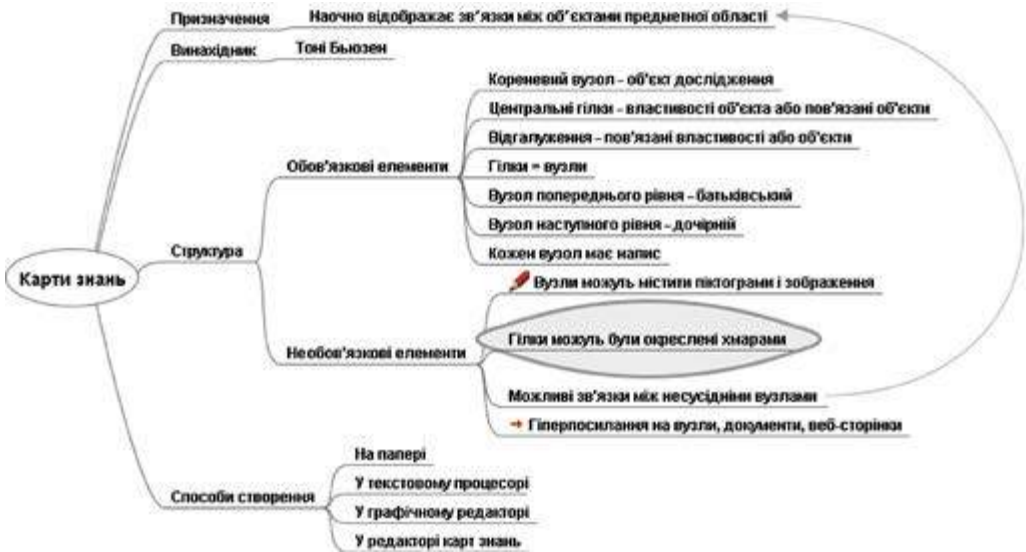 Призначення
Наочно відображає зв'язки між об'єктами предметної області
Винахідник
Тоні Бьюзен
Кореневий вузол - об'єкт дослідження
Центральні гілки - властивості об'єкта або пов'язані об'єкти
Відгалуження - пов'язані властивості або об'єкти
Обов'язкові елементи
Гілки = вузли
Вузол попереднього рівня - батьківський
Вузол наступного рівня - дочірній
Структура
Кожен вузол має напис
Карти знань
Вузли можуть містити піктограми і зображення
Гілки можуть бути окреслені хмарами
Необов'язкові елементи
Можливі зв'язки між несусідніми вузлами
Гіперпосилання на вузли, документи, веб-сторінки
На папері
У текстовому процесорі
Способи створення
У графічному редакторі
У редакторі карт знань